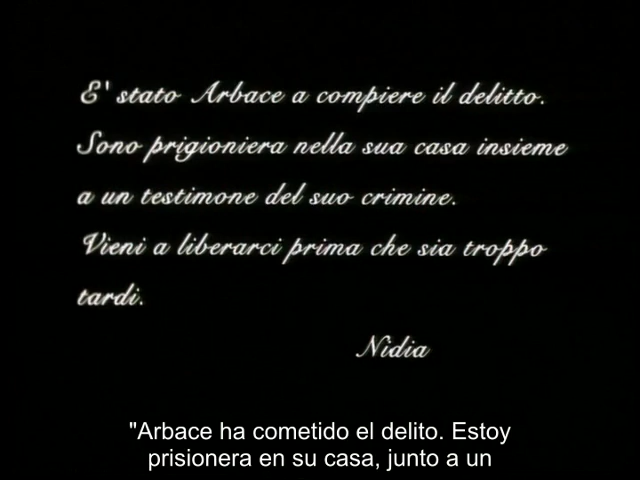 E' stato Arbace a compiere il delitto.
Sono prigioniera nella sua casa insieme
a un testimone del suo crimine.
Vieni a liberarci prima che sia troppo
tardi.
Nidia
"Arbace ha cometido el delito. Estoy
prisionera en su casa, junto a un